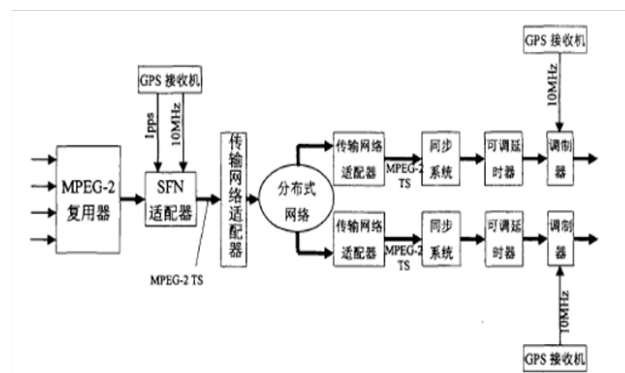 GPS 接收机
10MHz
GPS 接收机
1pps
10MHz
MPEG-2
复用器
SFN
适配器
MPEG-2 TS
传输网络适配器
分布式
网络
传输网络
适配器
MPEG-2
TS
同步
系统
可调延
时器
调制
器
传输网络
适配器
MPEG-2
TS
同步
系统
可调延
时器
调制
器
10MHz
GPS 接收机